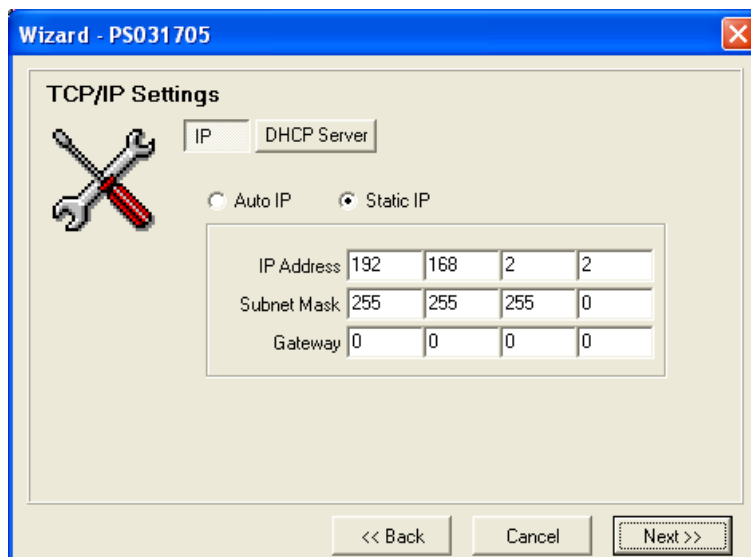 Wizard - PS031705
TCP/IP Settings
IP DHCP Server
Auto IP Static IP
IP Address 192 168 2 2
Subnet Mask 255 255 255 0
Gateway 0 0 0 0
<< Back Cancel Next >>